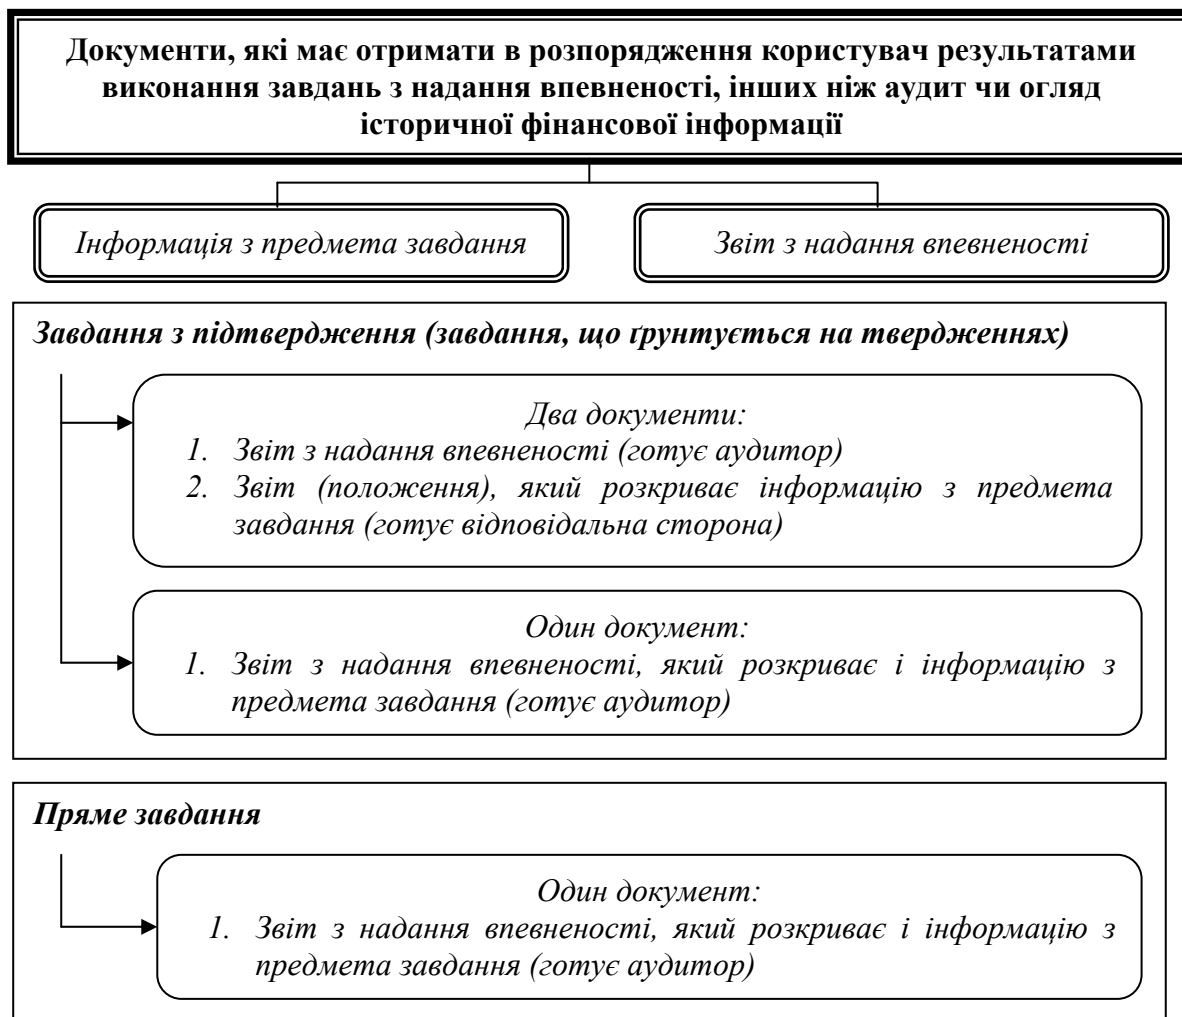 Документи, які має отримати в розпорядження користувач результатами
виконання завдань з надання впевненості, інших ніж аудит чи огляд
історичної фінансової інформації
Інформація з предмета завдання
Звіт з надання впевненості
Завдання з підтвердження (завдання, що ґрунтується на твердженнях)
Два документи:
1. Звіт з надання впевненості (готує аудитор)
2. Звіт (положення), який розкриває інформацію з предмета
завдання (готує відповідальна сторона)
Один документ:
1. Звіт з надання впевненості, який розкриває і інформацію з
предмета завдання (готує аудитор)
Пряме завдання
Один документ:
1. Звіт з надання впевненості, який розкриває і інформацію з
предмета завдання (готує аудитор)